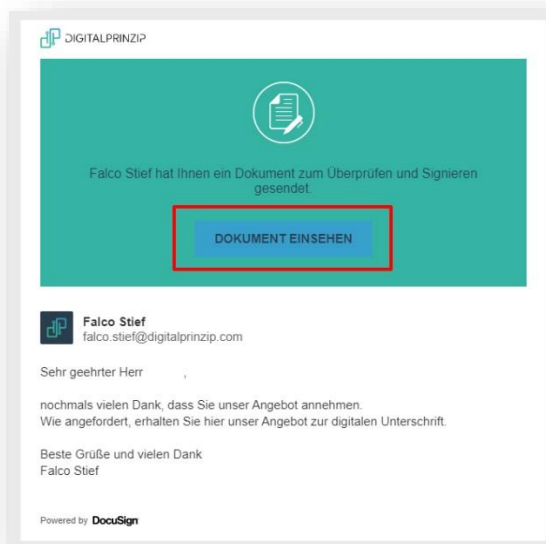 DIGITALPRINZIP
Falco Stief hat Ihnen ein Dokument zum Überprüfen und Signieren
gesendet.
DOKUMENT EINSEHEN
Falco Stief
falco.stief@digitalprinzip.com
Sehr geehrter Herr ,
nochmals vielen Dank, dass Sie unser Angebot annehmen.
Wie angefordert, erhalten Sie hier unser Angebot zur digitalen Unterschrift.
Beste Grüße und vielen Dank
Falco Stief
Powered by DocuSign